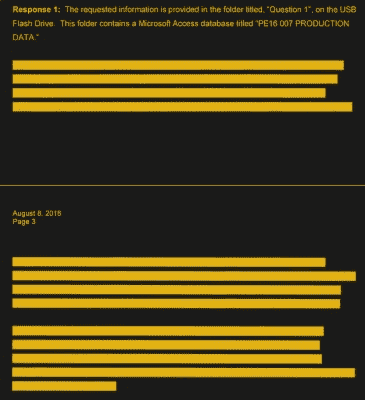 Response 1: The requested information is provided in the folder titled, "Question 1", on the USB
Flash Drive. This folder contains a Microsoft Access database titled "PE16 007 PRODUCTION
DATA."
August 8, 2016
Page 3